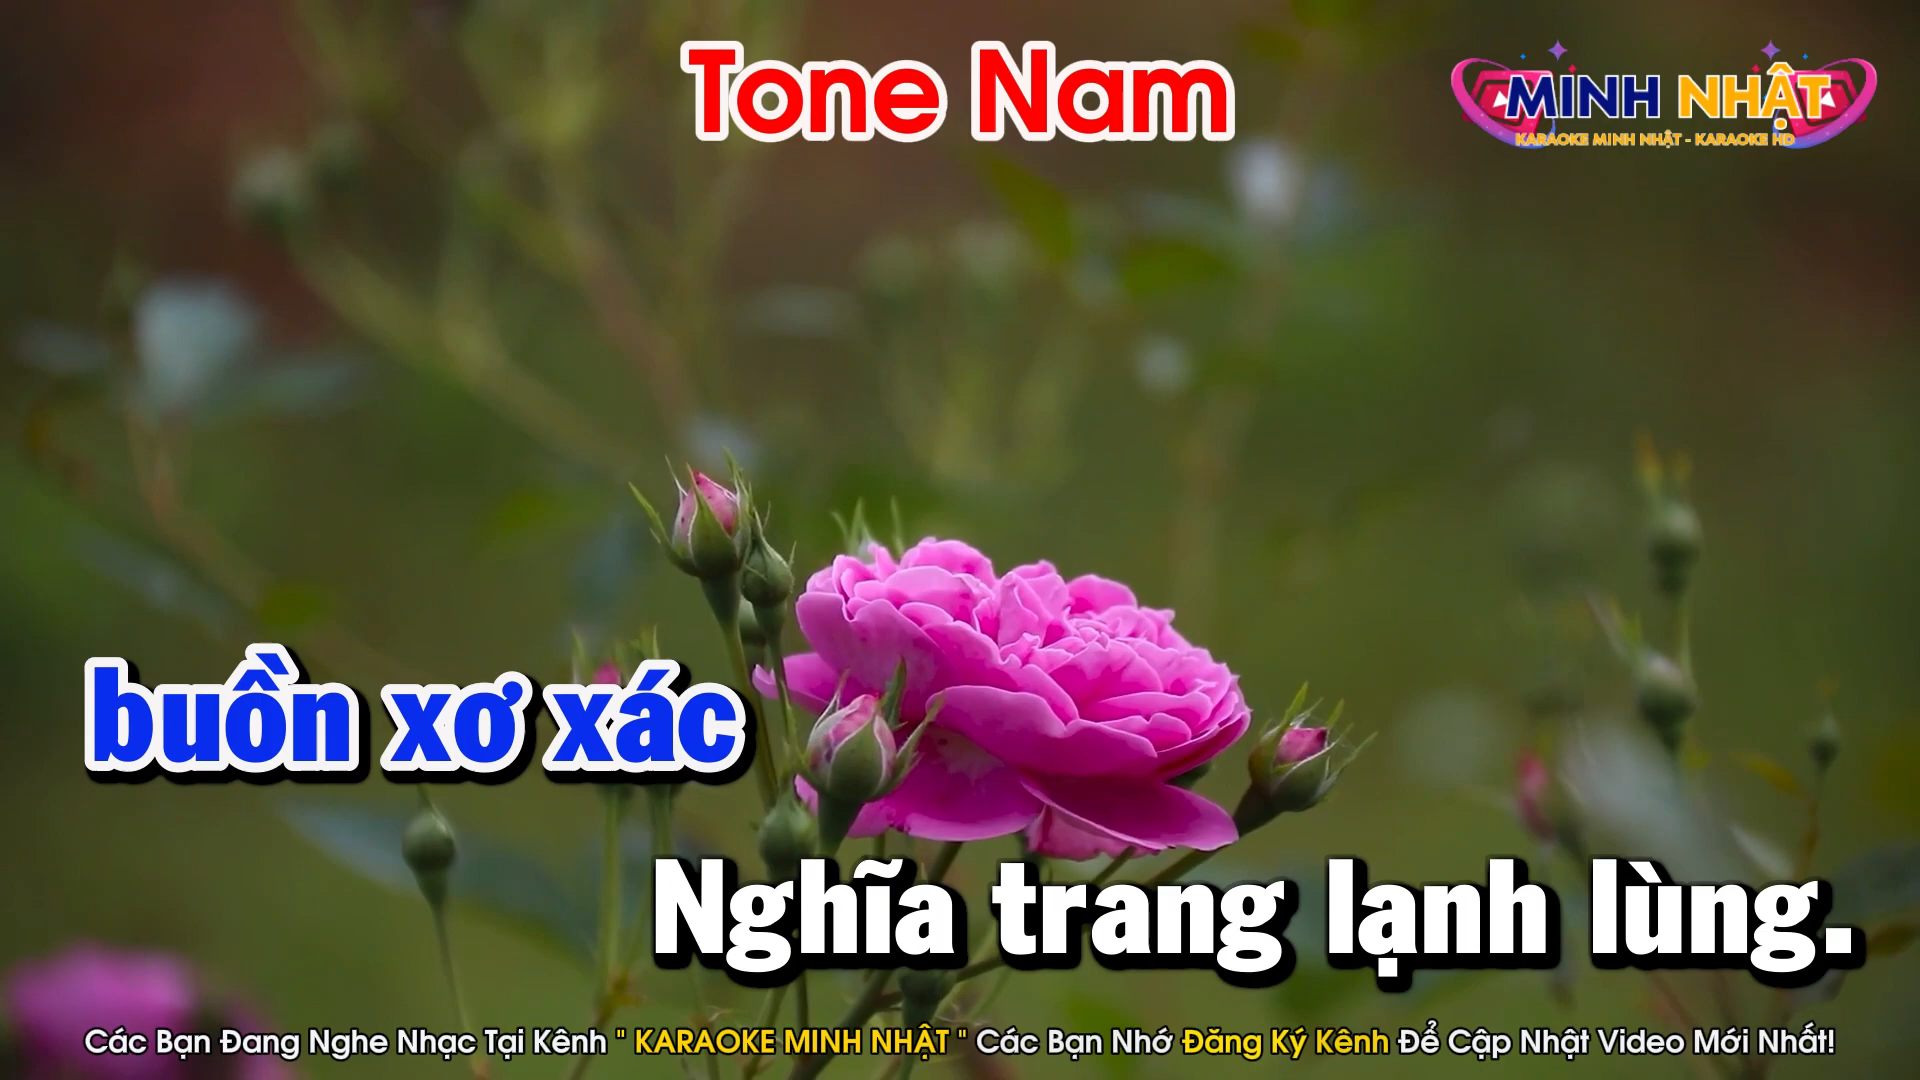 Tone Nam
MINH NHẬT
KARAOKE MINH NHẬT - KARAOKE HD
buồn xơ xác
Nghĩa trang lạnh lùng.
Các Bạn Đang Nghe Nhạc Tại Kênh " KARAOKE MINH NHẬT " Các Bạn Nhớ Đăng Ký Kênh Để Cập Nhật Video Mới Nhất!